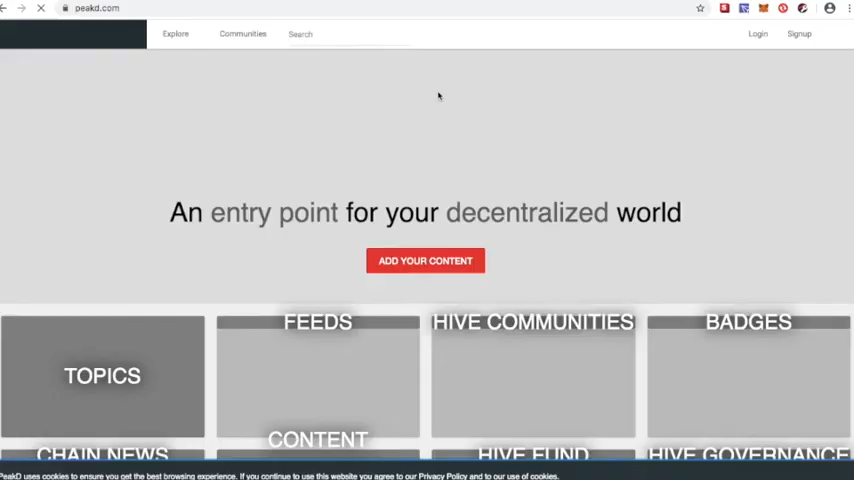 peakd.com
Explore Communities Search Login Signup
An entry point for your decentralized world
ADD YOUR CONTENT
FEEDS HIVE COMMUNITIES BADGES
TOPICS
CONTENT
CHAIN NEWS HIVE FUND HIVE GOVERNANCE
PeakD uses cookies to ensure you get the best browsing experience. If you continue to use this website you agree to our Privacy Policy and to our use of cookies.